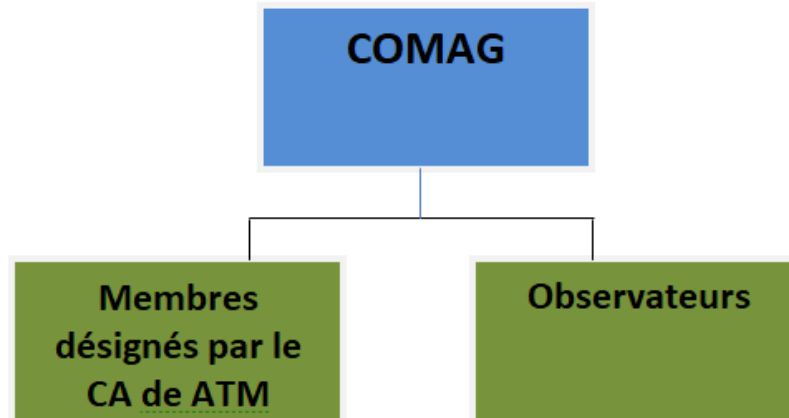 COMAG
Membres
désignés par le
CA de ATM
Observateurs